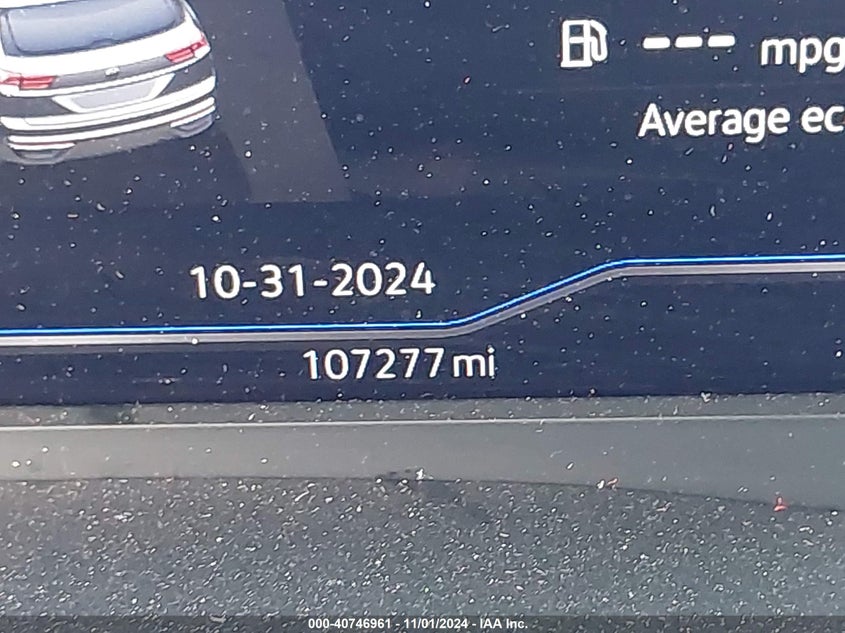 --- mpg
Average ec
10-31-2024
107277 mi
000-40746961 - 11/01/2024 - IAA Inc.